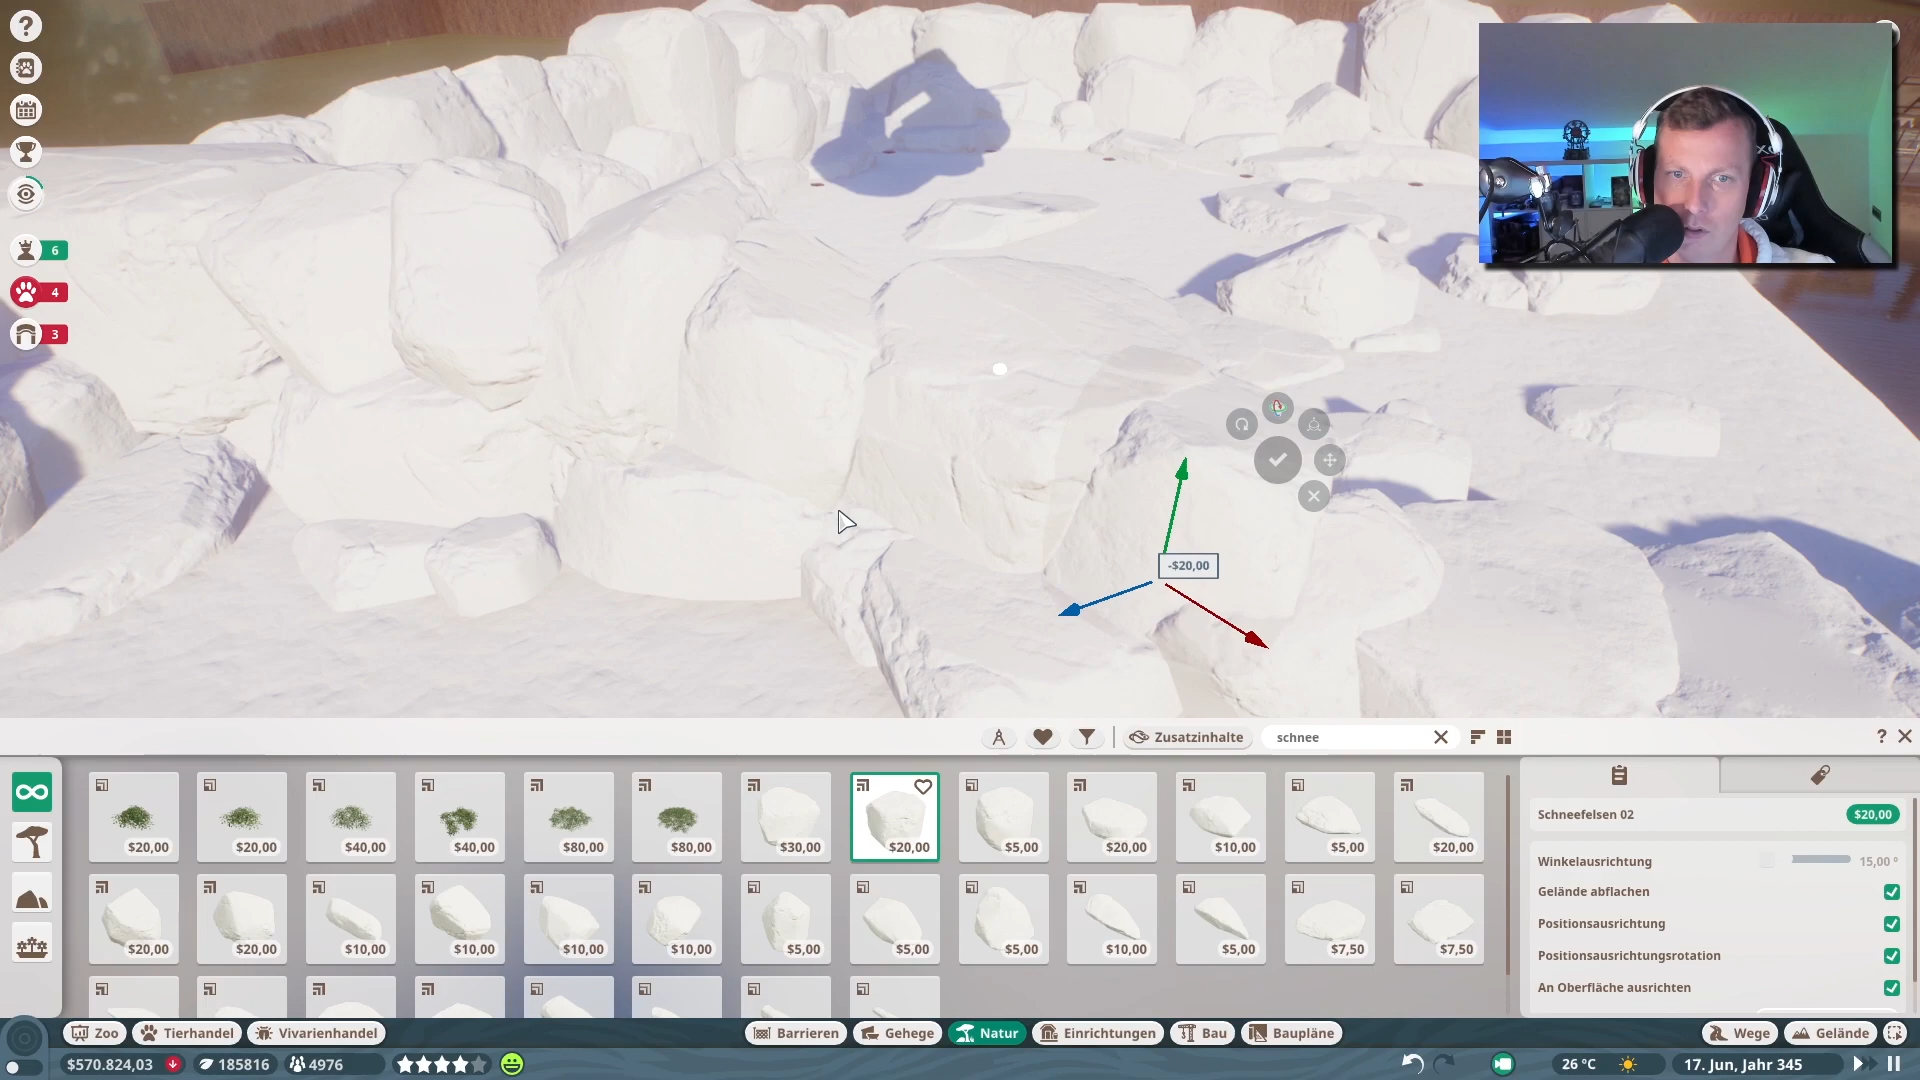 ?
6
4
3
-$20,00
Zusatzinhalte
schnee
?
$20,00
$20,00
$40,00
$40,00
$80,00
$80,00
$30,00
$20,00
$5,00
$20,00
$10,00
$5,00
$20,00
$20,00
$20,00
$10,00
$10,00
$10,00
$10,00
$5,00
$5,00
$5,00
$10,00
$5,00
$7,50
$7,50
Schneefelsen 02
$20,00
Winkelausrichtung
15,00 °
Gelände abflachen
Positionsausrichtung
Positionsausrichtungsrotation
An Oberfläche ausrichten
Zoo
Tierhandel
Vivarienhandel
Barrieren
Gehege
Natur
Einrichtungen
Bau
Baupläne
Wege
Gelände
$570.824,03
185816
4976
26 °C
17. Jun, Jahr 345